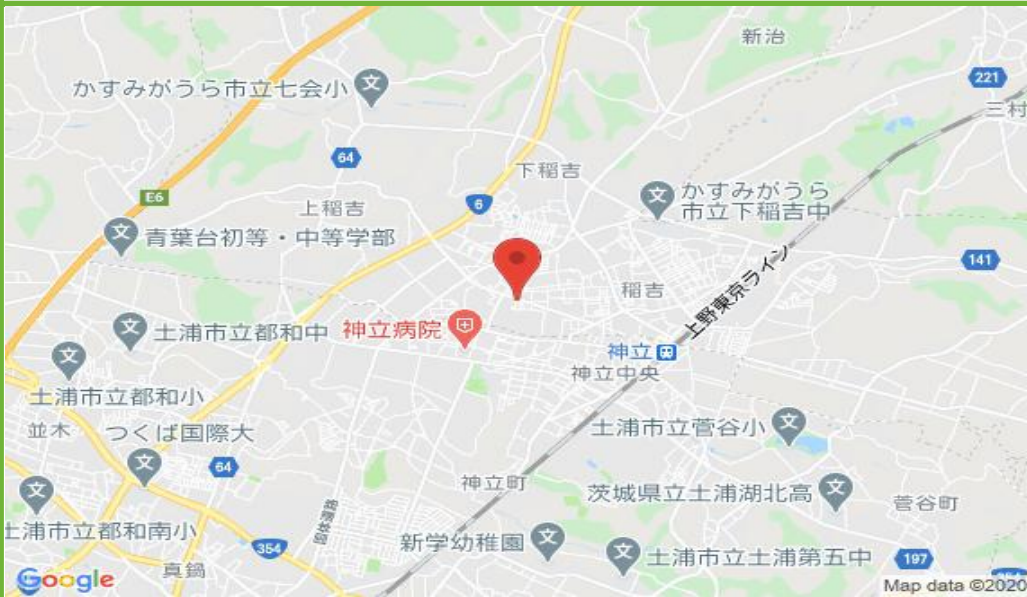 新治
かすみがうら市立七会小
221
三村
64
下稲吉
E6
かすみがうら
市立下稲吉中
上稲吉
6
青葉台初等・中等学部
141
稲吉
上野東京ライン
土浦市立都和中
神立病院
神立
神立中央
土浦市立都和小
並木
つくば国際大
土浦市立菅谷小
64
神立町
茨城県立土浦湖北高
菅谷町
土浦市立都和南小
354
新学幼稚園
土浦市立土浦第五中
197
真鍋
Google
Map data ©2020